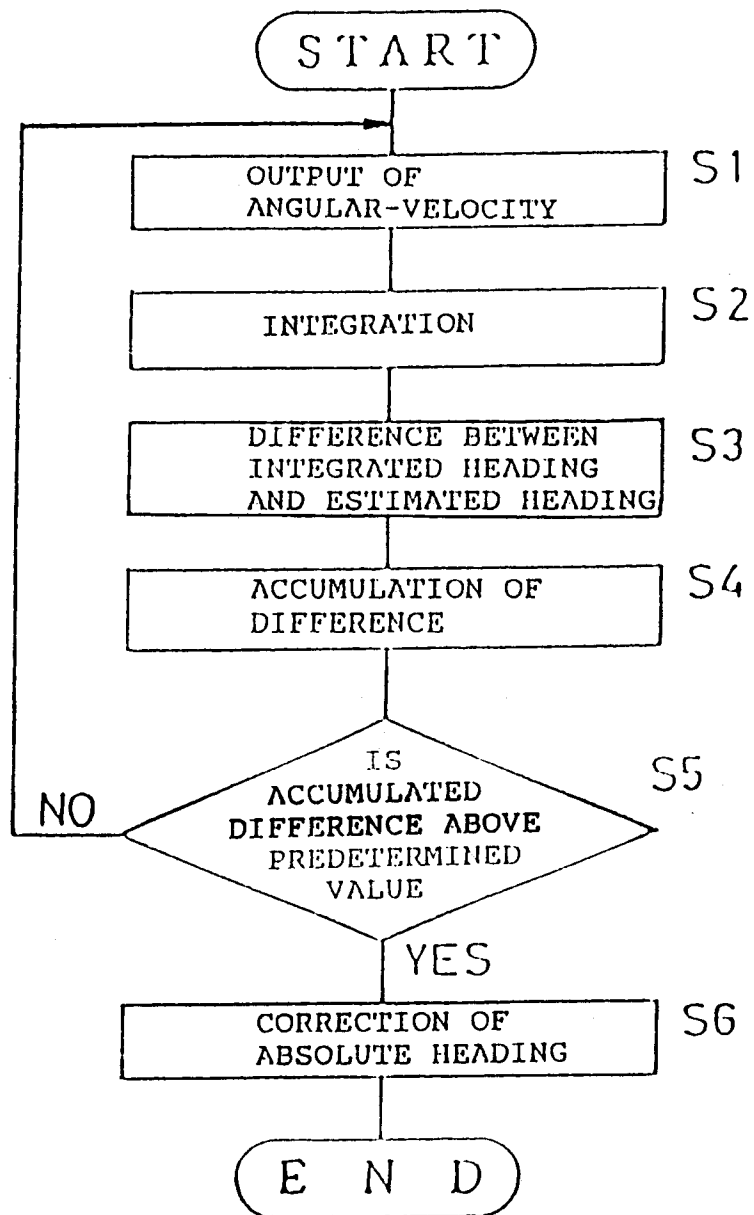 START
OUTPUT OF
ANGULAR-VELOCITY
S1
INTEGRATION
S2
DIFFERENCE BETWEEN
INTEGRATED HEADING
AND ESTIMATED HEADING
S3
ACCUMULATION OF
DIFFERENCE
S4
IS
ACCUMULATED
DIFFERENCE ABOVE
PREDETERMINED
VALUE
S5
NO
YES
CORRECTION OF
ABSOLUTE HEADING
S6
END